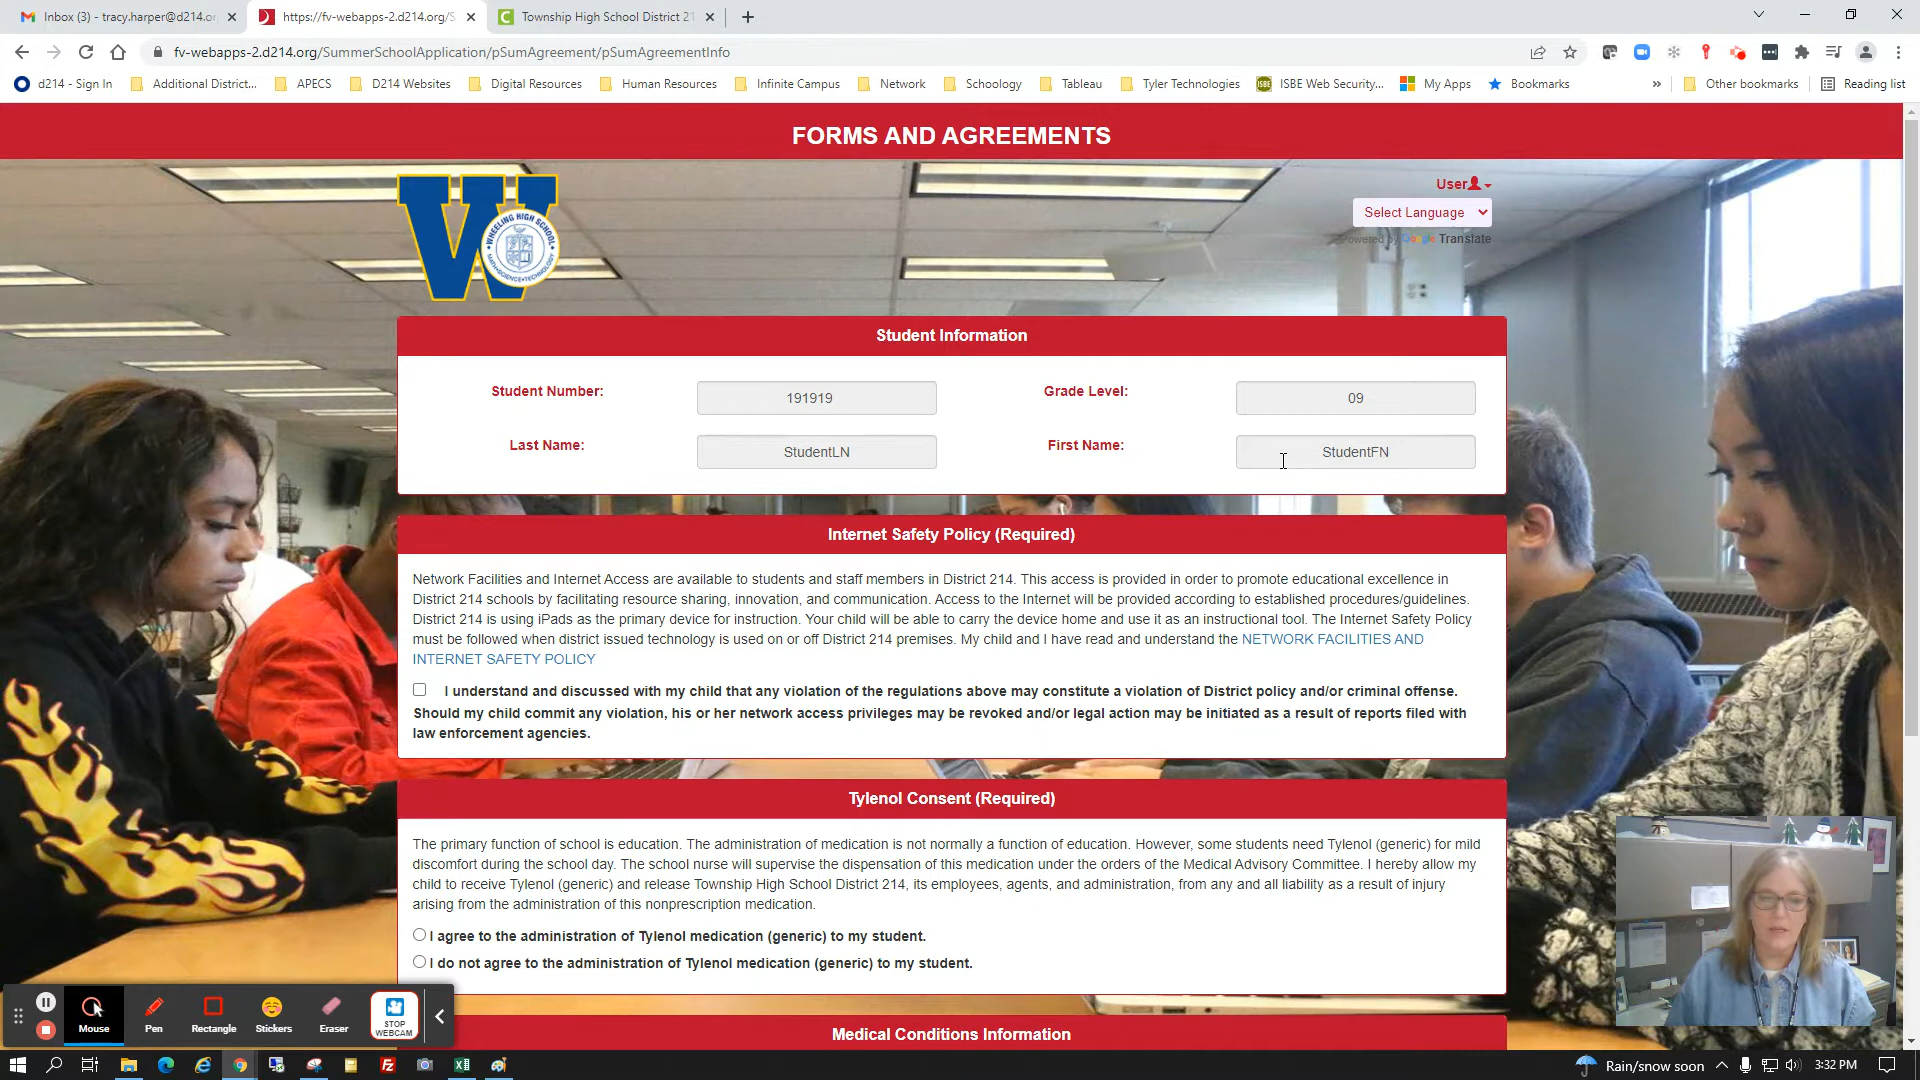 Inbox (3) - tracy.harper@d214.or
https://fv-webapps-2.d214.org/S
Township High School District 21
fv-webapps-2.d214.org/SummerSchoolApplication/pSumAgreement/pSumAgreementInfo
d214 - Sign In
Additional District...
APECS
D214 Websites
Digital Resources
Human Resources
Infinite Campus
Network
Schoology
Tableau
Tyler Technologies
ISBE Web Security...
My Apps
Bookmarks
»
Other bookmarks
Reading list
FORMS AND AGREEMENTS
W
WHEELING HIGH SCHOOL
MATH•SCIENCE•TECHNOLOGY
User
Select Language
Powered by Google Translate
Student Information
Student Number: 191919 Grade Level: 09
Last Name: StudentLN First Name: StudentFN
Internet Safety Policy (Required)
Network Facilities and Internet Access are available to students and staff members in District 214. This access is provided in order to promote educational excellence in
District 214 schools by facilitating resource sharing, innovation, and communication. Access to the Internet will be provided according to established procedures/guidelines.
District 214 is using iPads as the primary device for instruction. Your child will be able to carry the device home and use it as an instructional tool. The Internet Safety Policy
must be followed when district issued technology is used on or off District 214 premises. My child and I have read and understand the NETWORK FACILITIES AND
INTERNET SAFETY POLICY
I understand and discussed with my child that any violation of the regulations above may constitute a violation of District policy and/or criminal offense.
Should my child commit any violation, his or her network access privileges may be revoked and/or legal action may be initiated as a result of reports filed with
law enforcement agencies.
Tylenol Consent (Required)
The primary function of school is education. The administration of medication is not normally a function of education. However, some students need Tylenol (generic) for mild
discomfort during the school day. The school nurse will supervise the dispensation of this medication under the orders of the Medical Advisory Committee. I hereby allow my
child to receive Tylenol (generic) and release Township High School District 214, its employees, agents, and administration, from any and all liability as a result of injury
arising from the administration of this nonprescription medication.
I agree to the administration of Tylenol medication (generic) to my student.
I do not agree to the administration of Tylenol medication (generic) to my student.
Medical Conditions Information
Mouse
Pen
Rectangle
Stickers
Eraser
STOP
WEBCAM
Rain/snow soon
3:32 PM